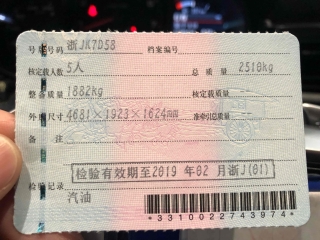 号牌号码 浙JK7D58 档案编号
核定载人数 5人 总质量 2510kg
整备质量 1882kg 核定载质量
外廓尺寸 4681×1923×1624mm 准牵引总质量
备注
检验有效期至2019年02月浙J(01)
检验记录
汽油
*3310022743974*